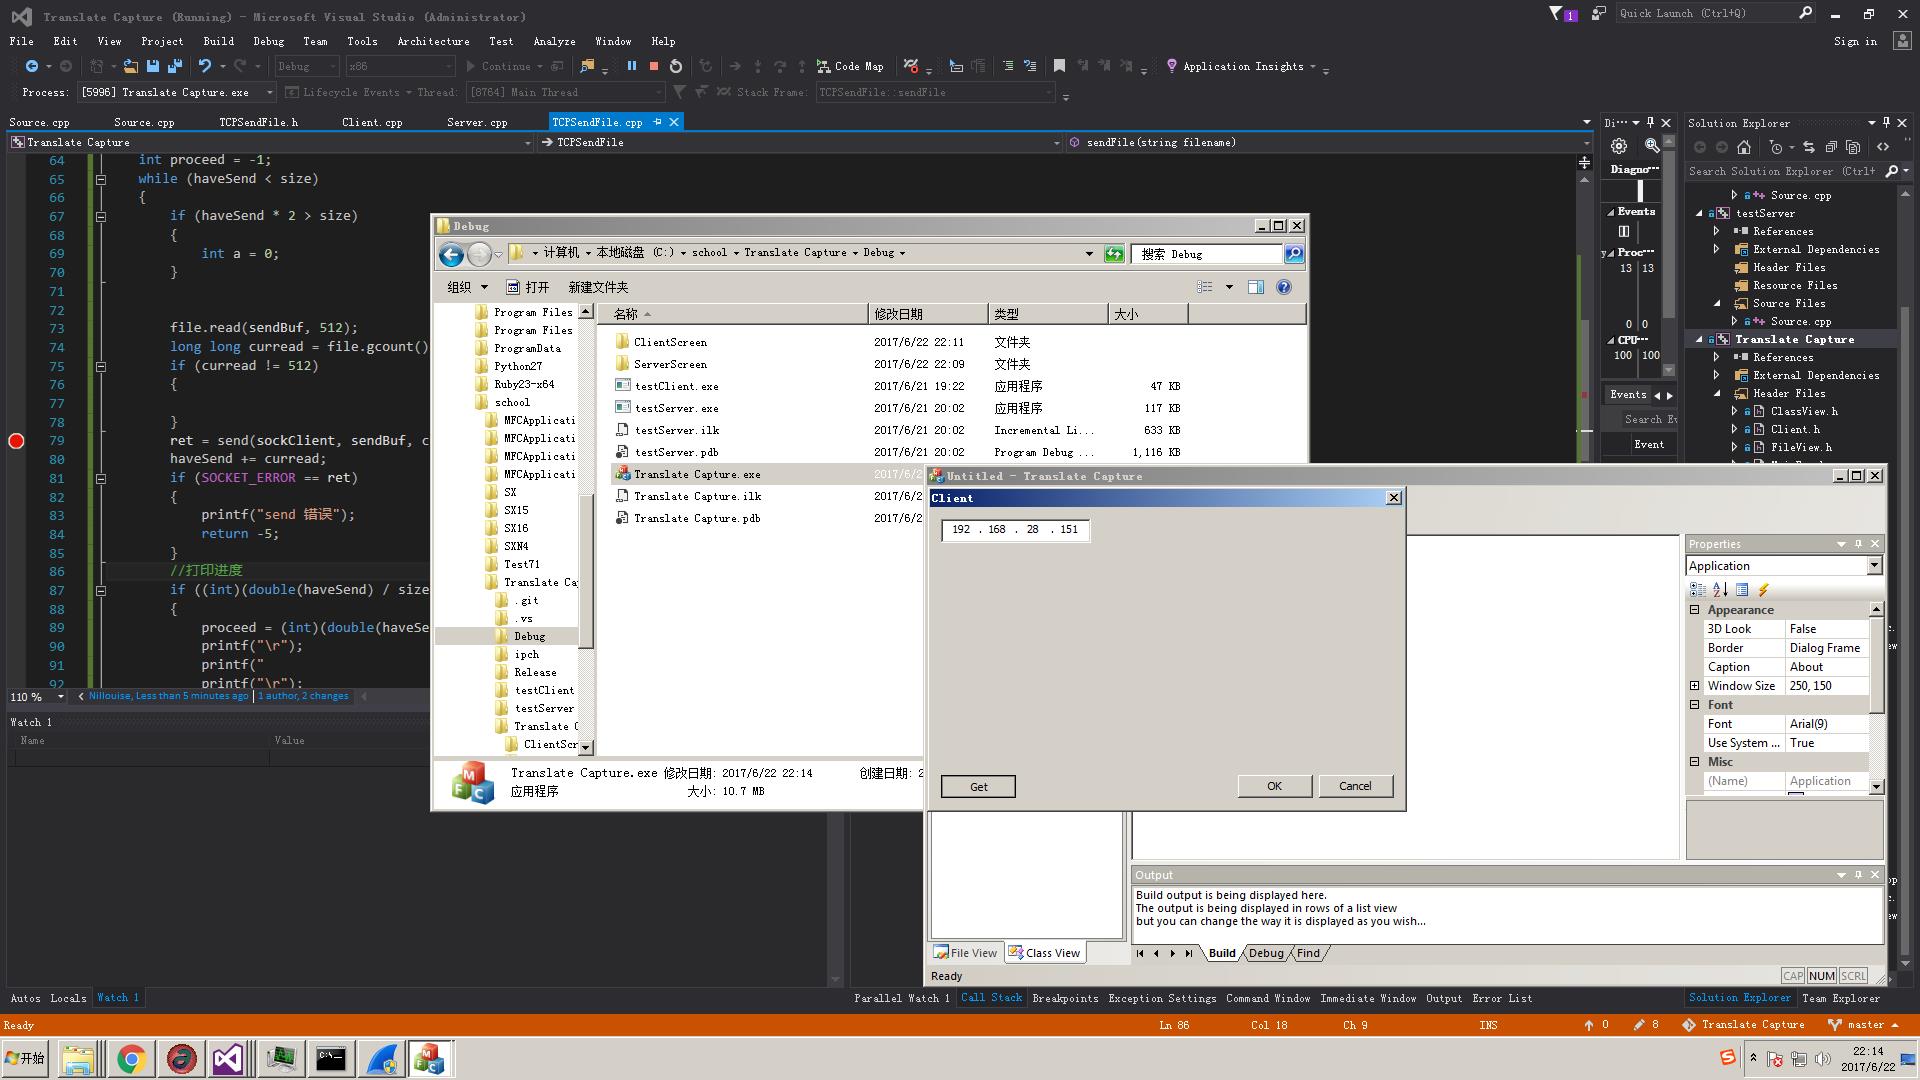 Translate Capture (Running) - Microsoft Visual Studio (Administrator)
1
Quick Launch (Ctrl+Q)
File Edit View Project Build Debug Team Tools Architecture Test Analyze Window Help
Sign in
Debug x86 Continue Code Map Application Insights
Process: [5996] Translate Capture.exe Lifecycle Events Thread: [8764] Main Thread Stack Frame: TCPSendFile::sendFile
Source.cpp Source.cpp TCPSendFile.h Client.cpp Server.cpp TCPSendFile.cpp
Translate Capture TCPSendFile sendFile(string filename)
64 int proceed = -1;
65 while (haveSend < size)
66 {
67 if (haveSend * 2 > size)
68 {
69 int a = 0;
70 }
71
72
73 file.read(sendBuf, 512);
74 long long curread = file.gcount()
75 if (curread != 512)
76 {
77
78 }
79 ret = send(sockClient, sendBuf, c
80 haveSend += curread;
81 if (SOCKET_ERROR == ret)
82 {
83 printf("send 错误");
84 return -5;
85 }
86 //打印进度
87 if ((int)(double(haveSend) / size
88 {
89 proceed = (int)(double(haveSe
90 printf("\r");
91 printf("
92 printf("\r");
110 % Nillouise, Less than 5 minutes ago | 1 author, 2 changes
Watch 1
Name Value
Autos Locals Watch 1
Debug
计算机 本地磁盘 (C:) school Translate Capture Debug
搜索 Debug
组织 打开 新建文件夹
Program Files
Program Files
ProgramData
Python27
Ruby23-x64
school
MFCApplicati
MFCApplicati
MFCApplicati
MFCApplicati
SX
SX15
SX16
SXN4
Test71
Translate Ca
.git
.vs
Debug
ipch
Release
testClient
testServer
Translate C
ClientScr
名称 修改日期 类型 大小
ClientScreen 2017/6/22 22:11 文件夹
ServerScreen 2017/6/22 22:09 文件夹
testClient.exe 2017/6/21 19:22 应用程序 47 KB
testServer.exe 2017/6/21 20:02 应用程序 117 KB
testServer.ilk 2017/6/21 20:02 Incremental Li... 633 KB
testServer.pdb 2017/6/21 20:02 Program Debug ... 1,116 KB
Translate Capture.exe 2017/6/2
Translate Capture.ilk 2017/6/2
Translate Capture.pdb 2017/6/2
Translate Capture.exe 修改日期: 2017/6/22 22:14 创建日期: 2
应用程序 大小: 10.7 MB
Untitled - Translate Capture
Client
192 . 168 . 28 . 151
Get OK Cancel
Properties
Application
Appearance
3D Look False
Border Dialog Frame
Caption About
Window Size 250, 150
Font
Font Arial(9)
Use System ... True
Misc
(Name) Application
Output
Build output is being displayed here.
The output is being displayed in rows of a list view
but you can change the way it is displayed as you wish...
File View Class View
Build Debug Find
Ready
CAP NUM SCRL
Di···
Diagno···
Events
Proc···
13 13
0 0
CPU···
100 100
Events
Search Ev
Event
Solution Explorer
Search Solution Explorer (Ctrl+
Source.cpp
testServer
References
External Dependencies
Header Files
Resource Files
Source Files
Source.cpp
Translate Capture
References
External Dependencies
Header Files
ClassView.h
Client.h
FileView.h
Parallel Watch 1 Call Stack Breakpoints Exception Settings Command Window Immediate Window Output Error List
Solution Explorer Team Explorer
Ready
Ln 86 Col 18 Ch 9 INS 0 8 Translate Capture master
开始
22:14
2017/6/22